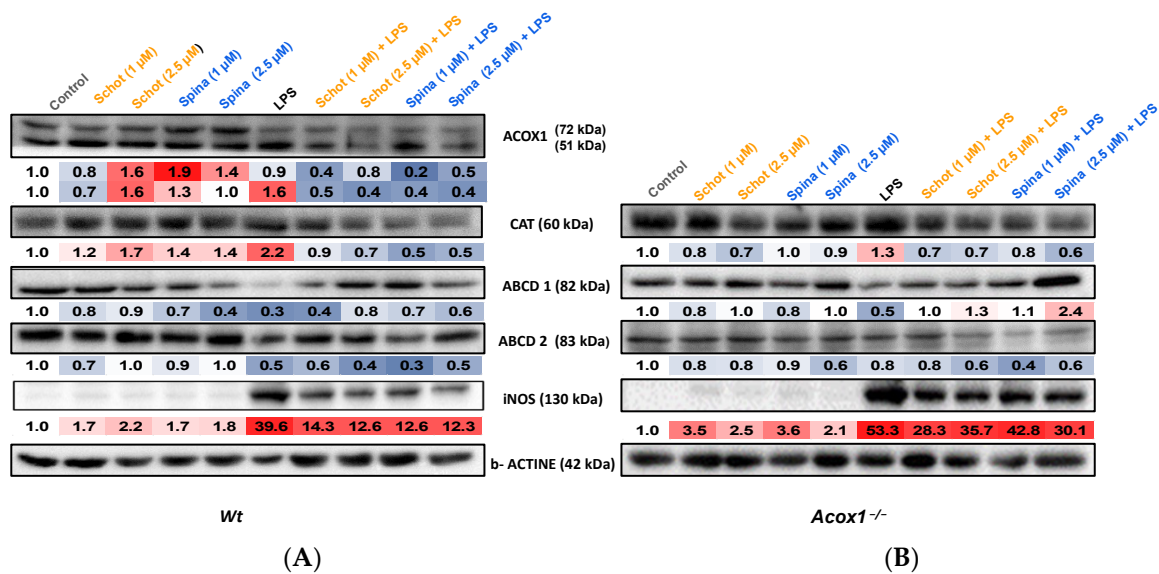 Control
Schot (1 µM)
Schot (2.5 µM)
Spina (1 µM)
Spina (2.5 µM)
LPS
Schot (1 µM) + LPS
Schot (2.5 µM) + LPS
Spina (1 µM) + LPS
Spina (2.5 µM) + LPS
ACOX1 (72 kDa)
(51 kDa)
1.0 0.8 1.6 1.9 1.4 0.9 0.4 0.8 0.2 0.5
1.0 0.7 1.6 1.3 1.0 1.6 0.5 0.4 0.4 0.4
CAT (60 kDa)
1.0 1.2 1.7 1.4 1.4 2.2 0.9 0.7 0.5 0.5
ABCD 1 (82 kDa)
1.0 0.8 0.9 0.7 0.4 0.3 0.4 0.8 0.7 0.6
ABCD 2 (83 kDa)
1.0 0.7 1.0 0.9 1.0 0.5 0.6 0.4 0.3 0.5
iNOS (130 kDa)
1.0 1.7 2.2 1.7 1.8 39.6 14.3 12.6 12.6 12.3
b- ACTINE (42 kDa)
Wt
(A)
Control
Schot (1 µM)
Schot (2.5 µM)
Spina (1 µM)
Spina (2.5 µM)
LPS
Schot (1 µM) + LPS
Schot (2.5 µM) + LPS
Spina (1 µM) + LPS
Spina (2.5 µM) + LPS
1.0 0.8 0.7 1.0 0.9 1.3 0.7 0.7 0.8 0.6
1.0 0.8 1.0 0.8 1.0 0.5 1.0 1.3 1.1 2.4
1.0 0.8 0.8 0.9 0.6 0.8 0.8 0.6 0.4 0.6
1.0 3.5 2.5 3.6 2.1 53.3 28.3 35.7 42.8 30.1
Acox1⁻/⁻
(B)